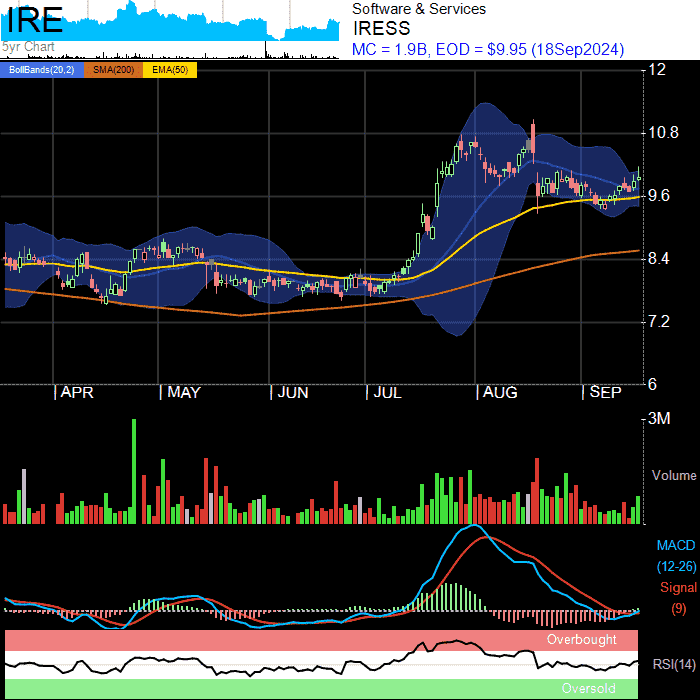 IRE
5yr Chart
Software & Services
IRESS
MC = 1.9B, EOD = $9.95 (18Sep2024)
BollBands(20,2) SMA(200) EMA(50)
12
10.8
9.6
8.4
7.2
6
APR MAY JUN JUL AUG SEP
3M
Volume
MACD
(12-26)
Signal
(9)
Overbought
RSI(14)
Oversold